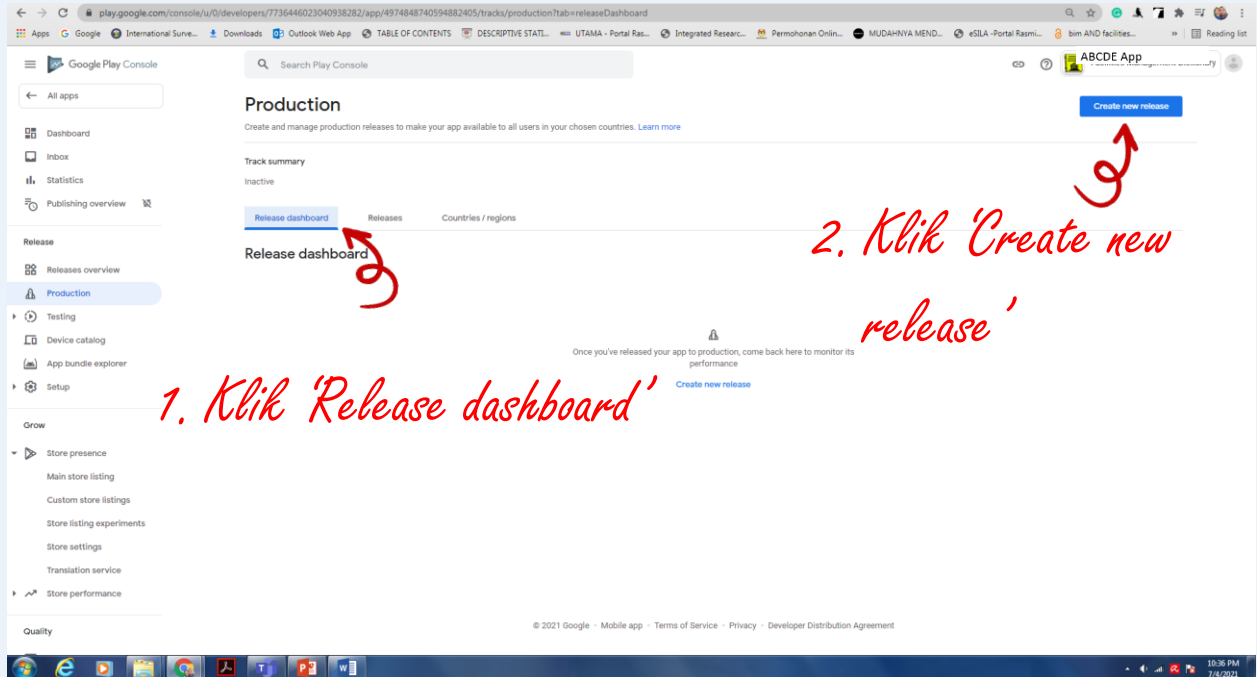 play.google.com/console/u/0/developers/7736446023040938282/app/4974848740594882405/tracks/production?tab=releaseDashboard
Apps Google International Surve... Downloads Outlook Web App TABLE OF CONTENTS DESCRIPTIVE STATI... UTAMA - Portal Ras... Integrated Researc... Permohonan Onlin... MUDAHNYA MEND... eSILA -Portal Rasmi... bim AND facilities... » Reading list
Google Play Console
Search Play Console
ABCDE App
All apps
Dashboard
Inbox
Statistics
Publishing overview
Release
Releases overview
Production
Testing
Device catalog
App bundle explorer
Setup
Grow
Store presence
Main store listing
Custom store listings
Store listing experiments
Store settings
Translation service
Store performance
Quality
Production
Create new release
Create and manage production releases to make your app available to all users in your chosen countries. Learn more
Track summary
Inactive
Release dashboard Releases Countries / regions
Release dashboard
2. Klik 'Create new
release'
Once you've released your app to production, come back here to monitor its
performance
Create new release
1. Klik 'Release dashboard'
© 2021 Google · Mobile app · Terms of Service · Privacy · Developer Distribution Agreement
10:36 PM
7/4/2021